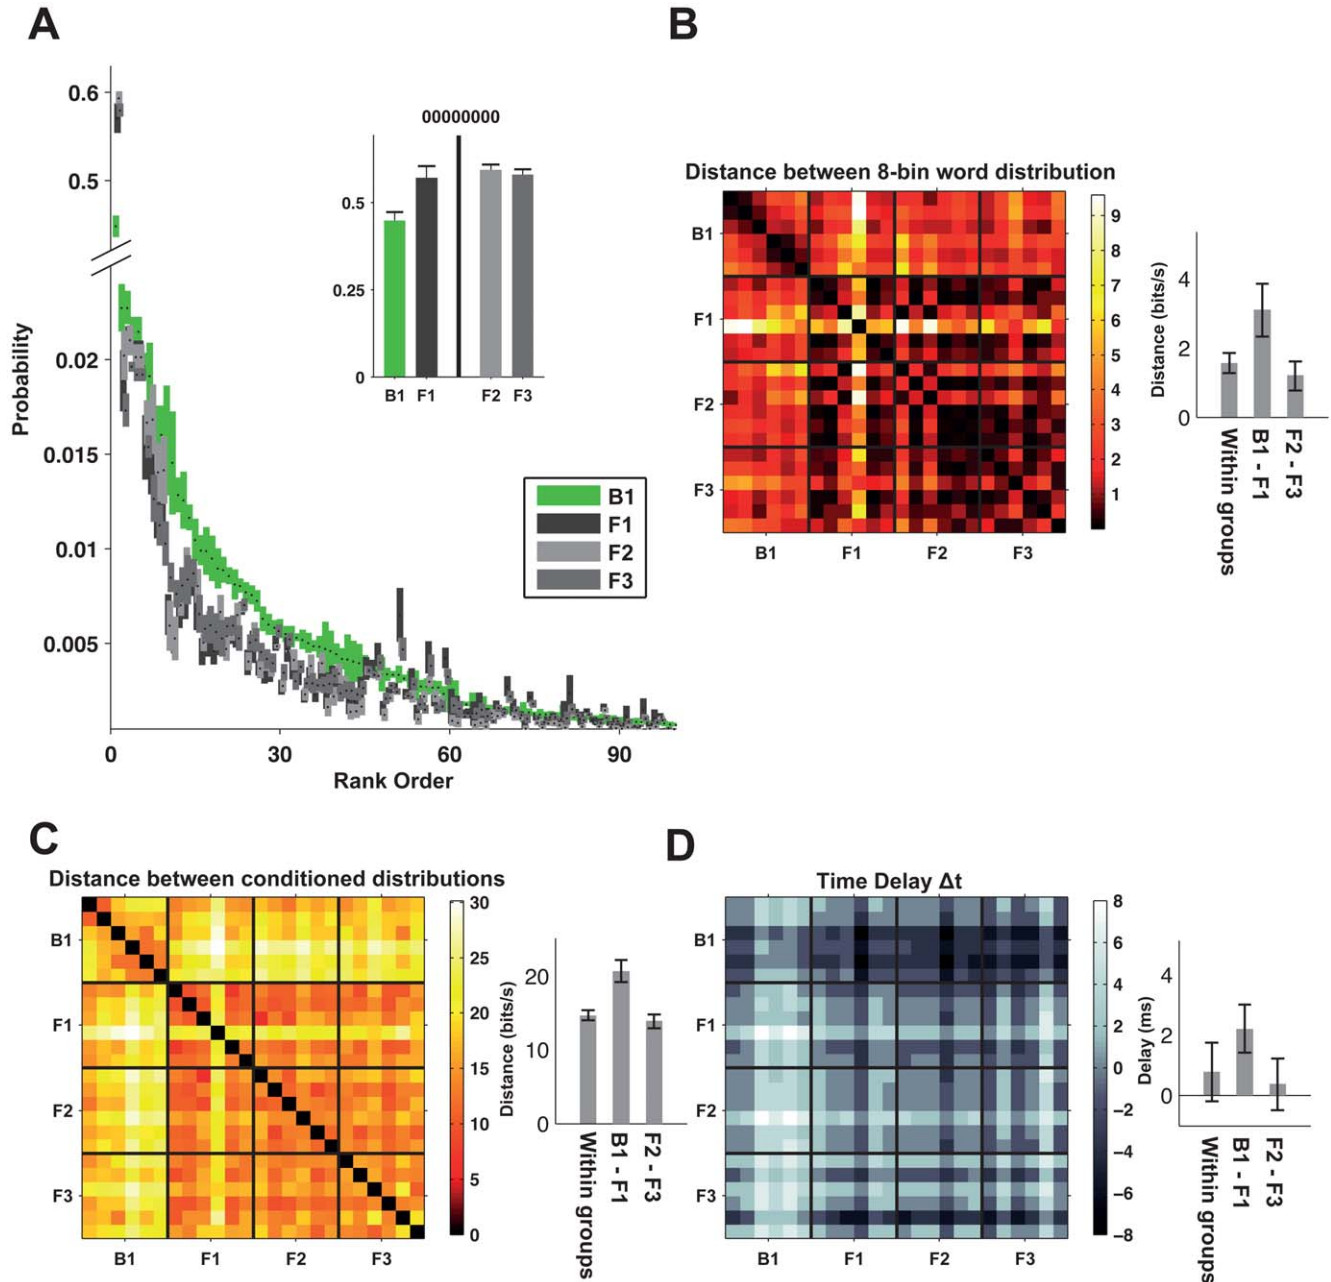 A
0.6
0.5
0.02
0.015
0.01
0.005
Probability
0
30
60
90
Rank Order
00000000
0.5
0.25
0
B1
F1
F2
F3
B1
F1
F2
F3
B
Distance between 8-bin word distribution
B1
F1
F2
F3
B1
F1
F2
F3
9
8
7
6
5
4
3
2
1
Distance (bits/s)
4
2
0
Within groups
B1 - F1
F2 - F3
C
Distance between conditioned distributions
B1
F1
F2
F3
B1
F1
F2
F3
30
25
20
15
10
5
0
Distance (bits/s)
20
10
0
Within groups
B1 - F1
F2 - F3
D
Time Delay Δt
B1
F1
F2
F3
B1
F1
F2
F3
8
6
4
2
0
−2
−4
−6
−8
Delay (ms)
4
2
0
Within groups
B1 - F1
F2 - F3